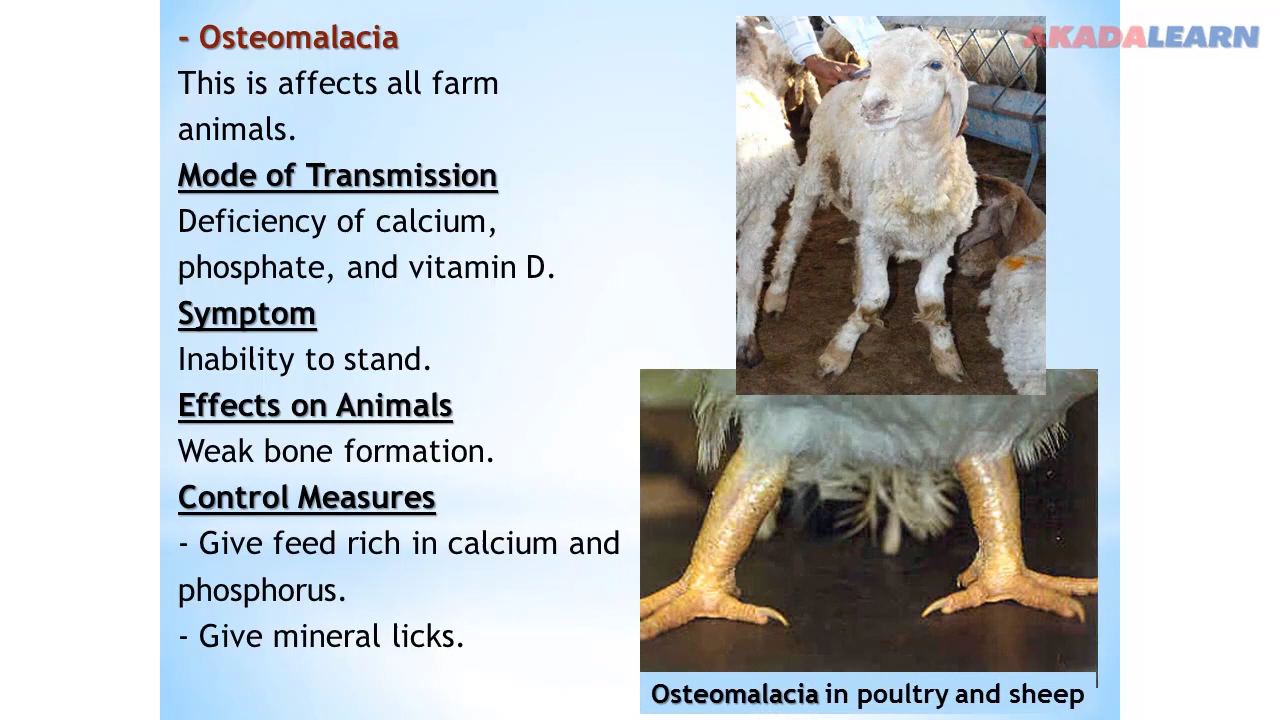 - Osteomalacia
This is affects all farm
animals.
Mode of Transmission
Deficiency of calcium,
phosphate, and vitamin D.
Symptom
Inability to stand.
Effects on Animals
Weak bone formation.
Control Measures
- Give feed rich in calcium and
phosphorus.
- Give mineral licks.
AKADALEARN
Osteomalacia in poultry and sheep